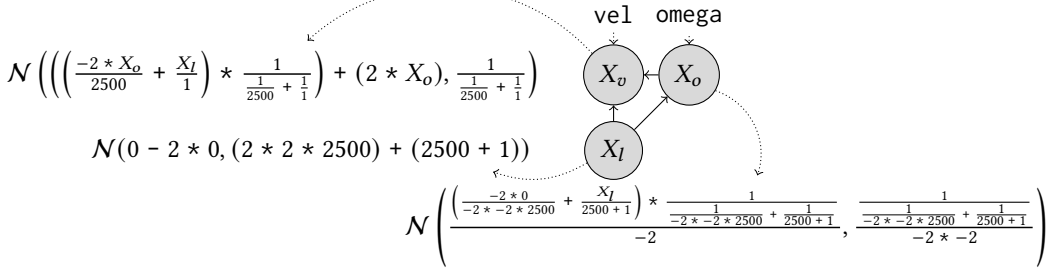 vel omega
𝒩((((-2 * X_o)/2500 + X_l/1) * 1/(1/2500 + 1/1)) + (2 * X_o), 1/(1/2500 + 1/1))
X_v X_o
𝒩(0 − 2 * 0, (2 * 2 * 2500) + (2500 + 1))
X_l
𝒩((((-2 * 0)/(-2 * -2 * 2500) + X_l/(2500 + 1)) * 1/(1/(-2 * -2 * 2500) + 1/(2500 + 1)))/(-2), (1/(1/(-2 * -2 * 2500) + 1/(2500 + 1)))/(-2 * -2))